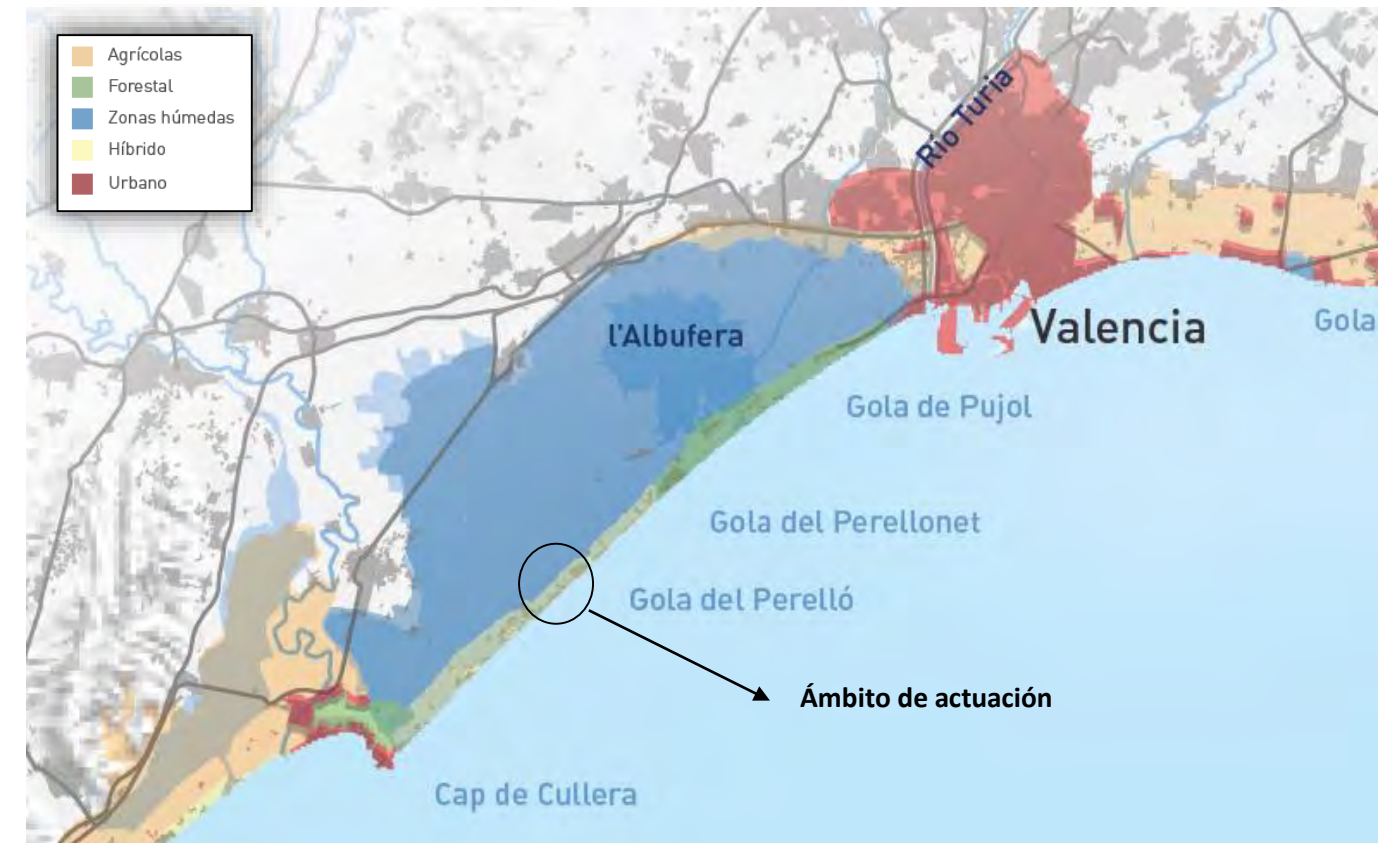 Agrícolas
Forestal
Zonas húmedas
Híbrido
Urbano
Río Turia
l'Albufera
Valencia
Gola
Gola de Pujol
Gola del Perellonet
Gola del Perelló
Ámbito de actuación
Cap de Cullera